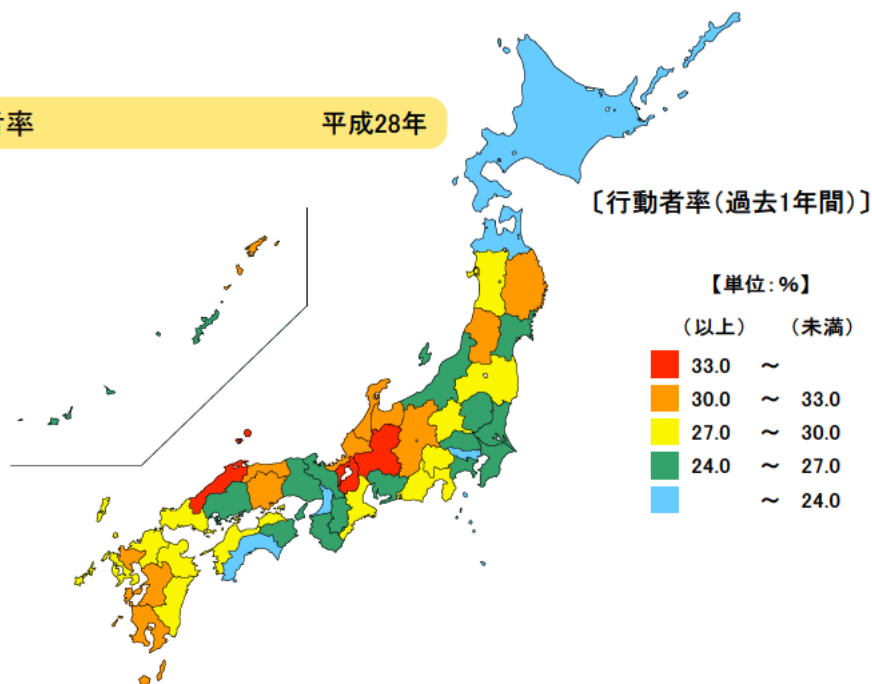 率 平成28年
〔行動者率（過去1年間）〕
【単位：％】
（以上） （未満）
33.0 ～
30.0 ～ 33.0
27.0 ～ 30.0
24.0 ～ 27.0
～ 24.0